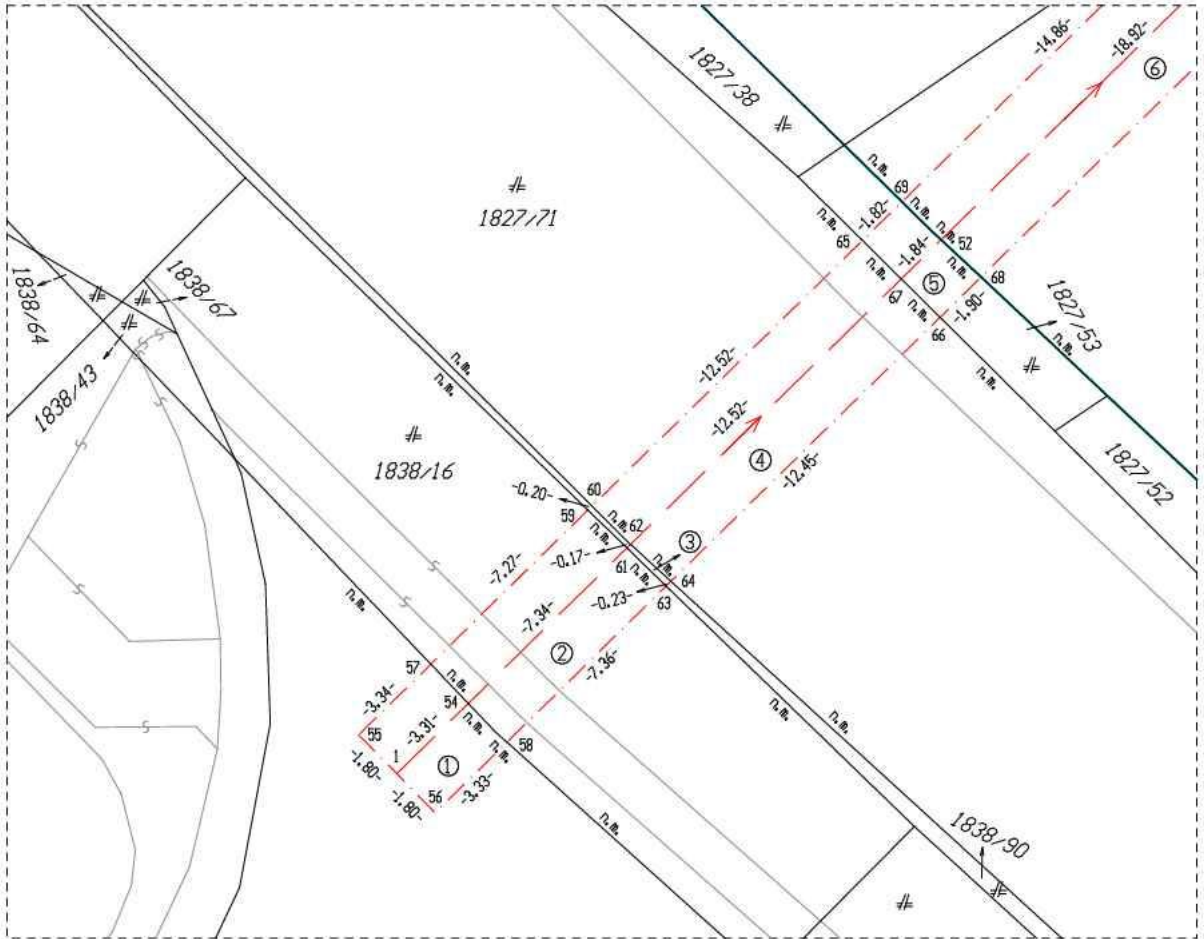 -14.86-
-18.92-
⑥
1827/38
п.т.
69
п.т.
-1.82-
1827/71
п.т.
65
52
п.т.
-1.84-
п.т.
68
⑤
67
п.т.
-1.90-
66
1827/53
п.т.
п.т.
1838/67
1838/64
1838/43
п.т.
п.т.
-12.52-
-12.52-
④
-12.45-
1827/52
1838/16
-0.20-
60
59
п.т.
62
п.т.
-0.17-
61
③
п.т.
64
п.т.
-0.23-
63
-7.27-
-7.34-
②
-7.36-
п.т.
57
п.т.
54
-3.34-
55
-3.31-
п.т.
п.т.
58
1
①
-1.80-
56
-1.80-
-3.33-
п.т.
п.т.
п.т.
1838/90
S
S
S
S
S
S
S
S